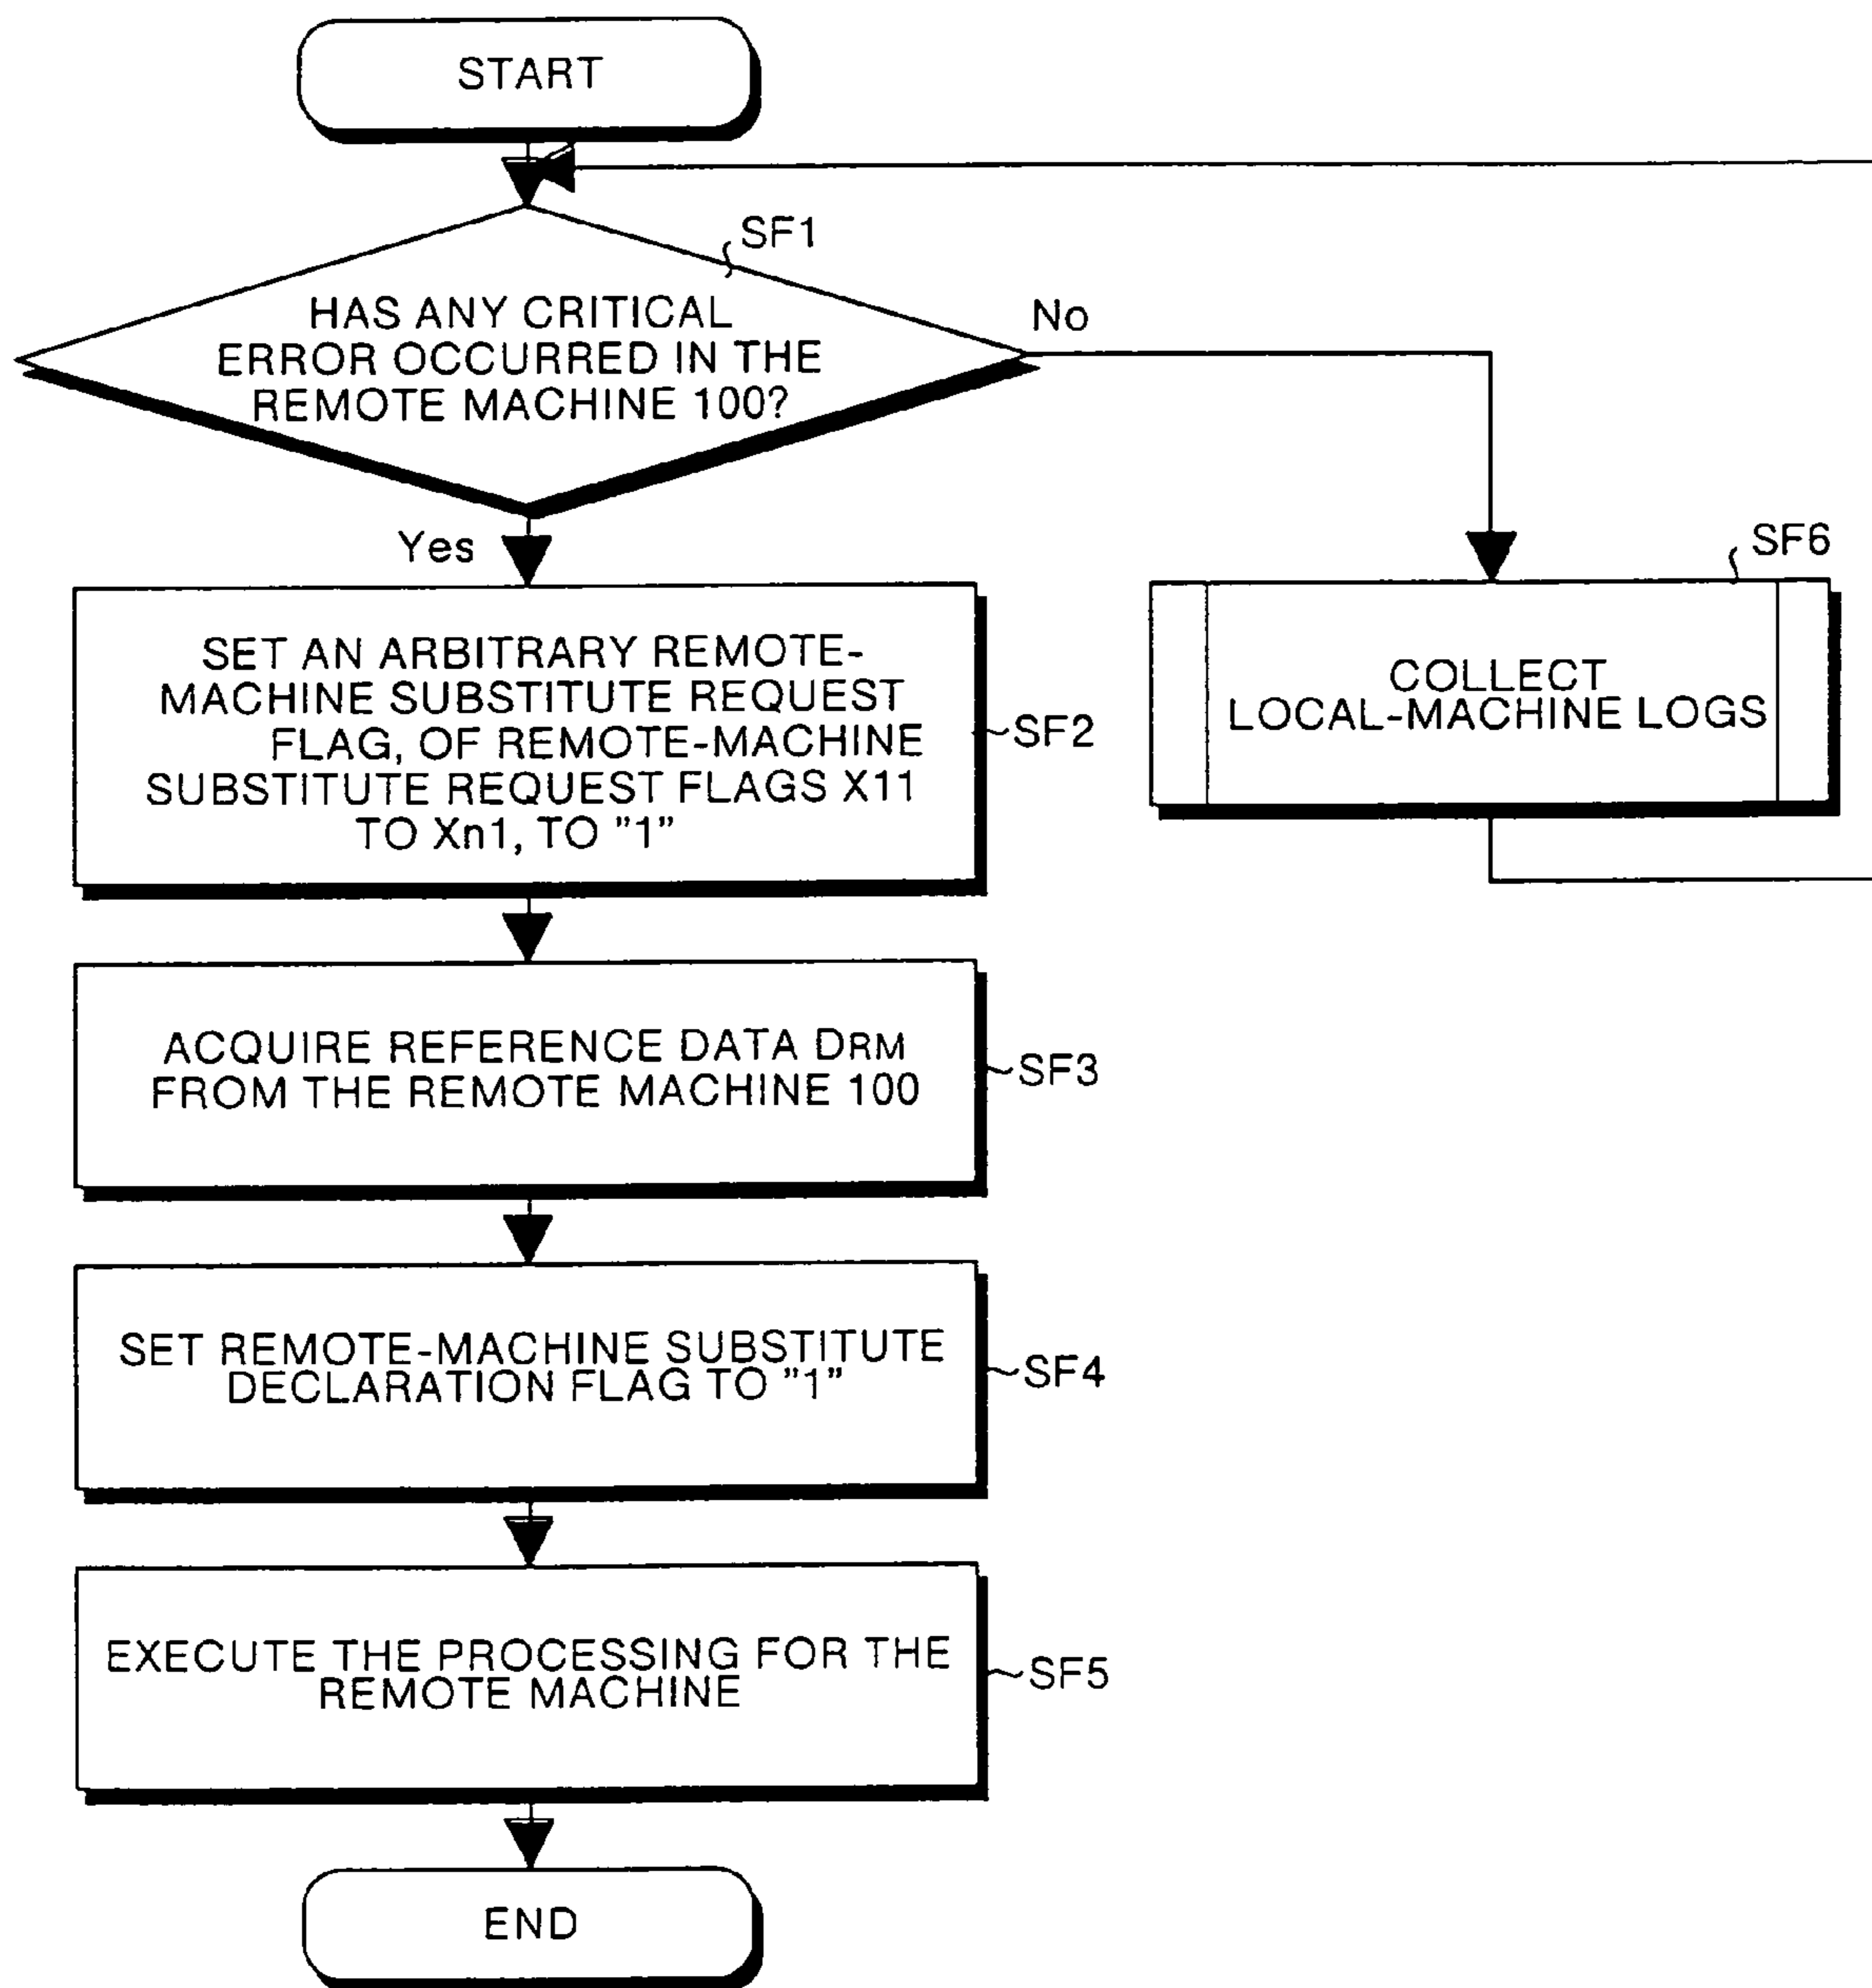 START
SF1
HAS ANY CRITICAL
ERROR OCCURRED IN THE
REMOTE MACHINE 100?
No
Yes
SF6
COLLECT
LOCAL-MACHINE LOGS
SET AN ARBITRARY REMOTE-
MACHINE SUBSTITUTE REQUEST
FLAG, OF REMOTE-MACHINE
SUBSTITUTE REQUEST FLAGS X11
TO Xn1, TO "1"
SF2
ACQUIRE REFERENCE DATA DRM
FROM THE REMOTE MACHINE 100
SF3
SET REMOTE-MACHINE SUBSTITUTE
DECLARATION FLAG TO "1"
SF4
EXECUTE THE PROCESSING FOR THE
REMOTE MACHINE
SF5
END